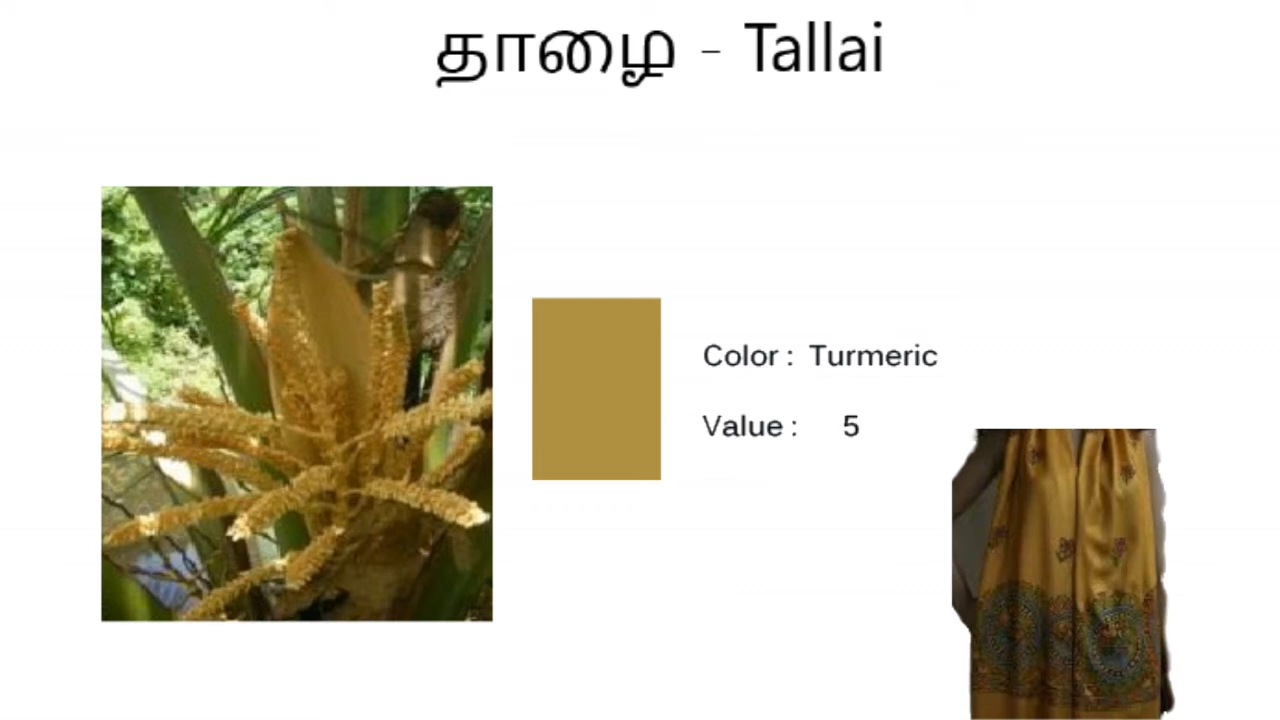 தாழை - Tallai
Color : Turmeric
Value : 5